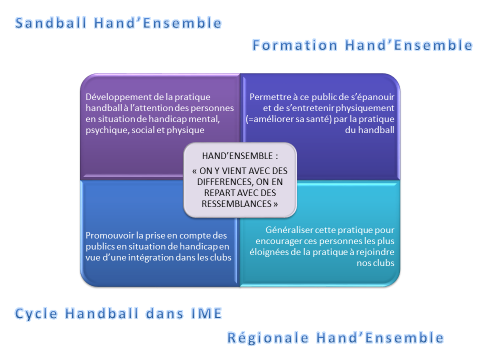 Sandball Hand’Ensemble
Formation Hand’Ensemble
Développement de la pratique
handball à l’attention des personnes
en situation de handicap mental,
psychique, social et physique
Permettre à ce public de s’épanouir
et de s’entretenir physiquement
(=améliorer sa santé) par la pratique
du handball
HAND’ENSEMBLE :
« ON Y VIENT AVEC DES
DIFFERENCES, ON EN
REPART AVEC DES
RESSEMBLANCES »
Promouvoir la prise en compte des
publics en situation de handicap en
vue d’une intégration dans les clubs
Généraliser cette pratique pour
encourager ces personnes les plus
éloignées de la pratique à rejoindre
nos clubs
Cycle Handball dans IME
Régionale Hand’Ensemble